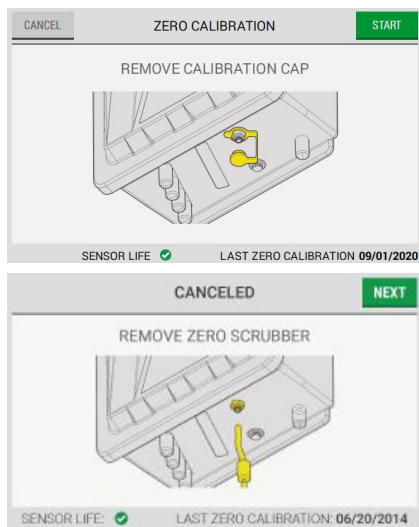 CANCEL ZERO CALIBRATION START
REMOVE CALIBRATION CAP
SENSOR LIFE LAST ZERO CALIBRATION 09/01/2020
CANCELED NEXT
REMOVE ZERO SCRUBBER
SENSOR LIFE: LAST ZERO CALIBRATION: 06/20/2014